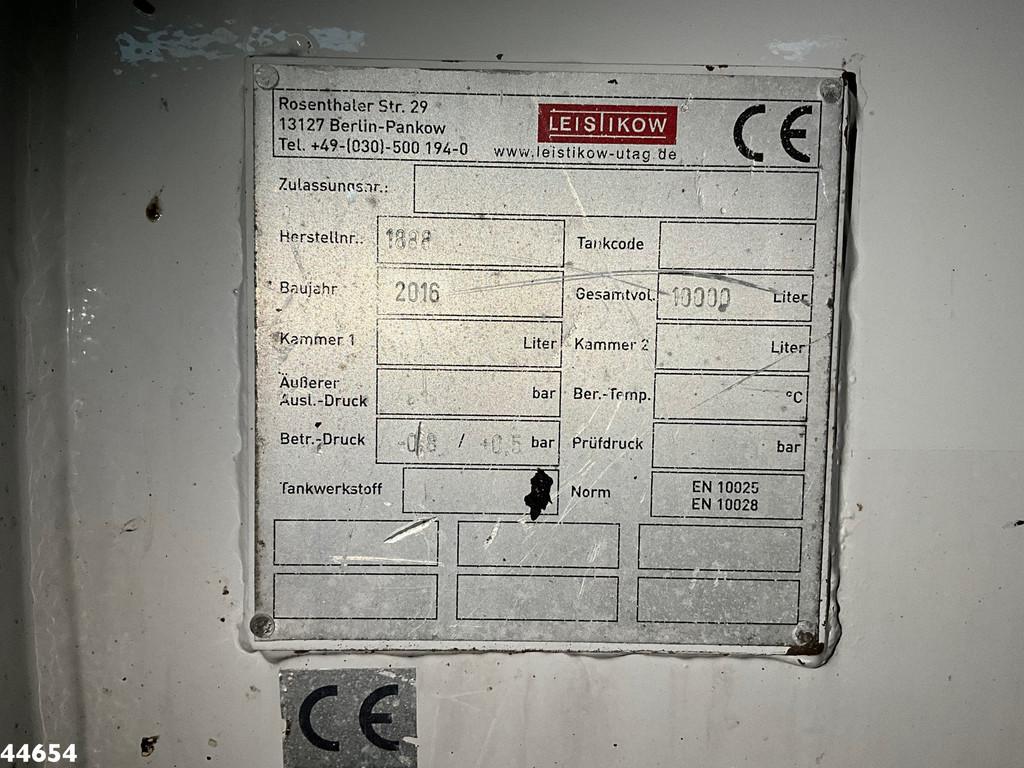 Rosenthaler Str. 29
13127 Berlin-Pankow
Tel. +49-(030)-500 194-0
LEISTIKOW
www.leistikow-utag.de
CE
Zulassungsnr.:
Herstellnr.: 1888 Tankcode
Baujahr 2016 Gesamtvol. 10000 Liter
Kammer 1 Liter Kammer 2 Liter
Äußerer
Ausl.-Druck bar Ber.-Temp. °C
Betr.-Druck -0,8 / +0,5 bar Prüfdruck bar
Tankwerkstoff Norm EN 10025
EN 10028
CE
44654